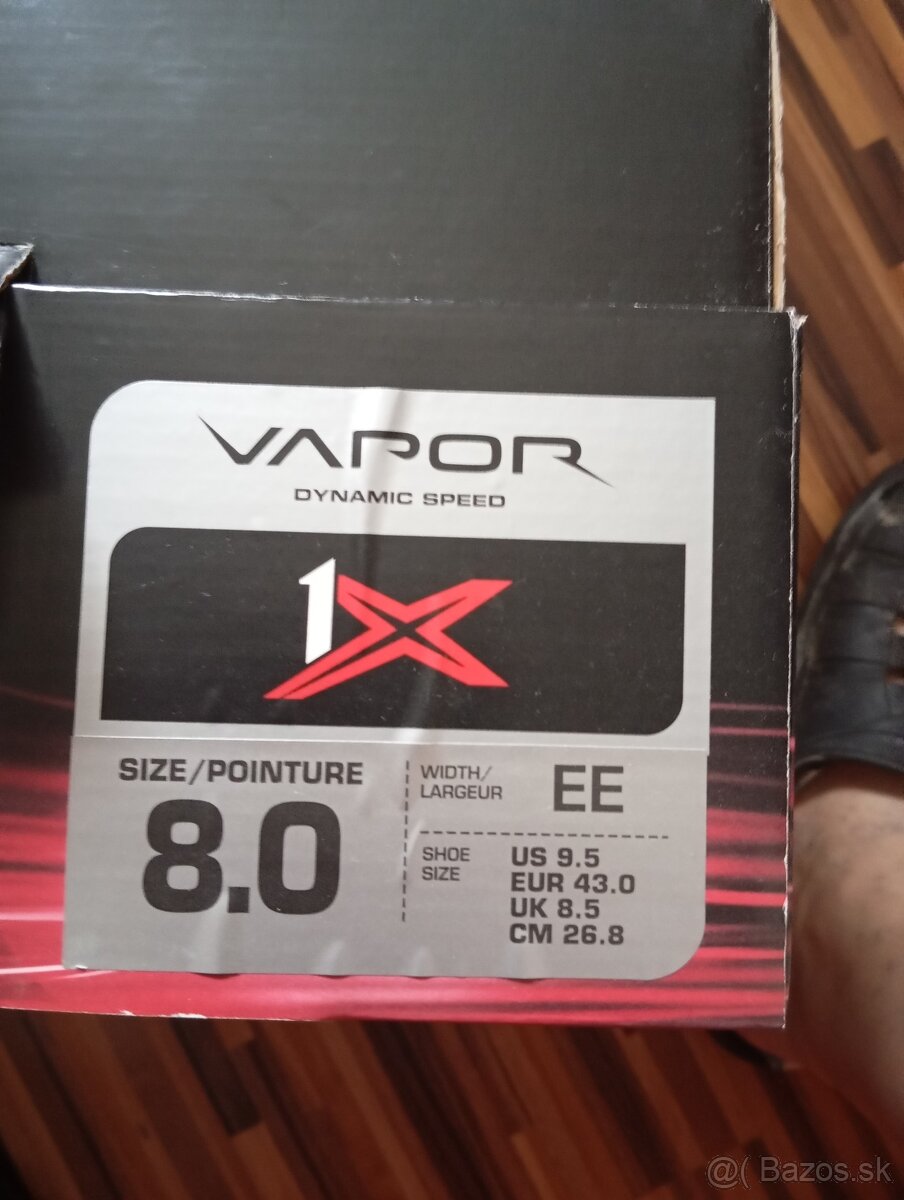 VAPOR
DYNAMIC SPEED
1X
SIZE/POINTURE
8.0
WIDTH/
LARGEUR
EE
SHOE
SIZE
US 9.5
EUR 43.0
UK 8.5
CM 26.8
@( Bazos.sk